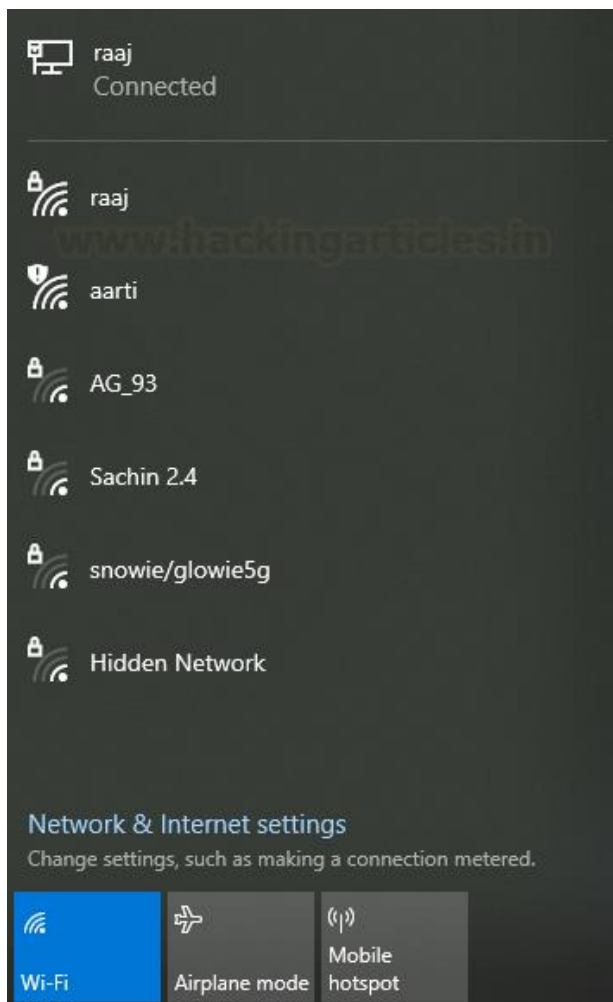 raaj
Connected
raaj
www.hackingarticles.in
aarti
AG_93
Sachin 2.4
snowie/glowie5g
Hidden Network
Network & Internet settings
Change settings, such as making a connection metered.
Wi-Fi
Airplane mode
Mobile
hotspot